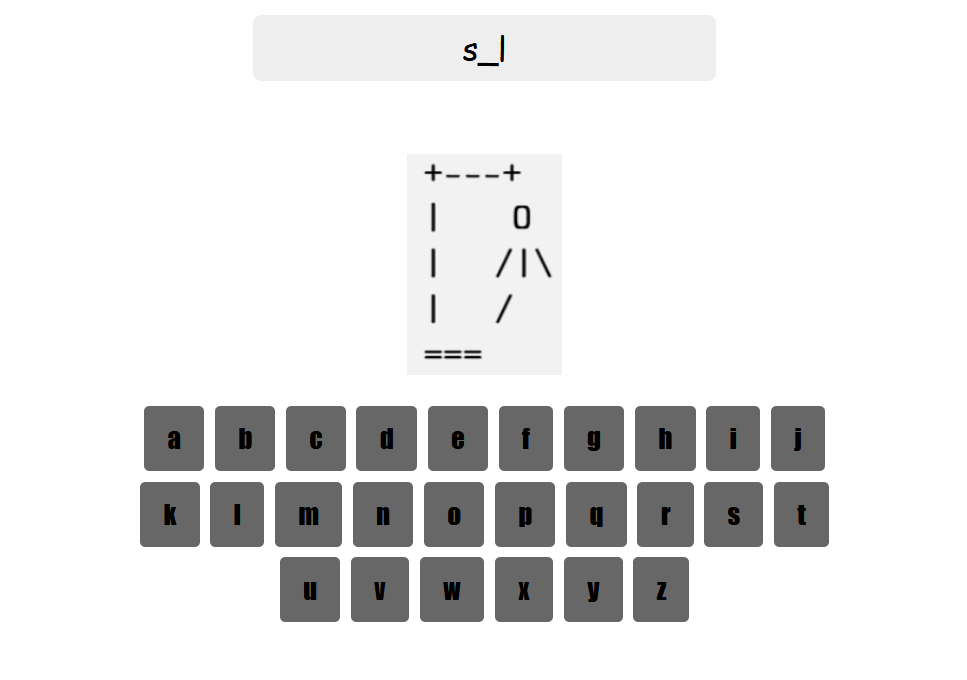 s_l
+---+
|    O
|   /|\
|   /
===
a b c d e f g h i j
k l m n o p q r s t
u v w x y z